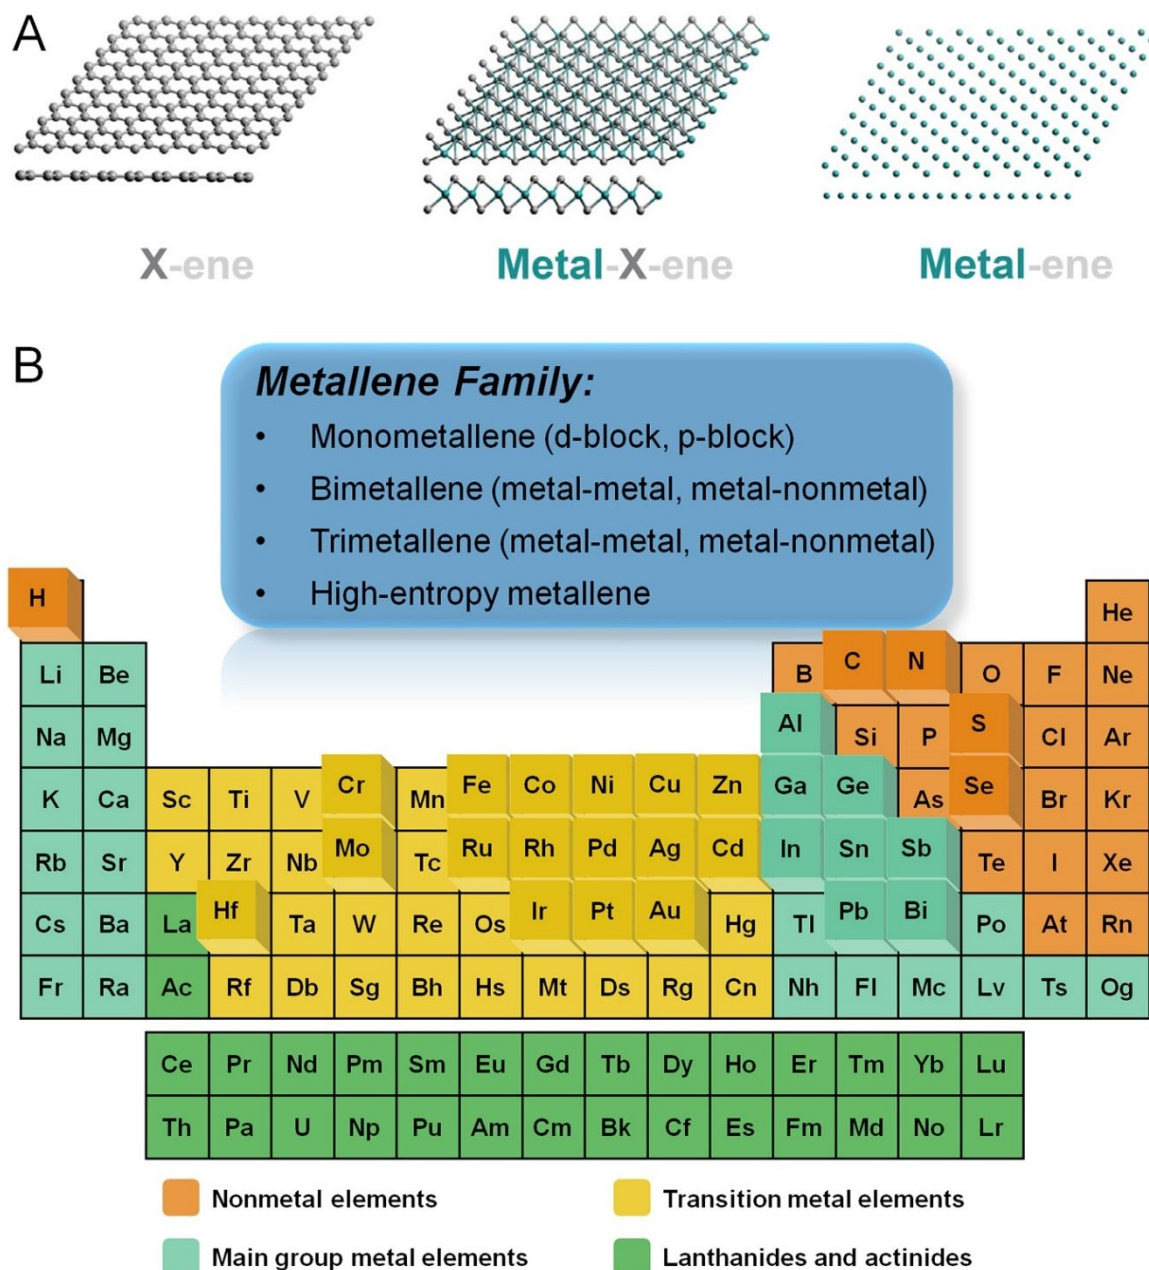 A
X-ene
Metal-X-ene
Metal-ene
B
Metallene Family:
• Monometallene (d-block, p-block)
• Bimetallene (metal-metal, metal-nonmetal)
• Trimetallene (metal-metal, metal-nonmetal)
• High-entropy metallene
H He
Li Be B C N O F Ne
Na Mg Al Si P S Cl Ar
K Ca Sc Ti V Cr Mn Fe Co Ni Cu Zn Ga Ge As Se Br Kr
Rb Sr Y Zr Nb Mo Tc Ru Rh Pd Ag Cd In Sn Sb Te I Xe
Cs Ba La Hf Ta W Re Os Ir Pt Au Hg Tl Pb Bi Po At Rn
Fr Ra Ac Rf Db Sg Bh Hs Mt Ds Rg Cn Nh Fl Mc Lv Ts Og
Ce Pr Nd Pm Sm Eu Gd Tb Dy Ho Er Tm Yb Lu
Th Pa U Np Pu Am Cm Bk Cf Es Fm Md No Lr
Nonmetal elements
Transition metal elements
Main group metal elements
Lanthanides and actinides